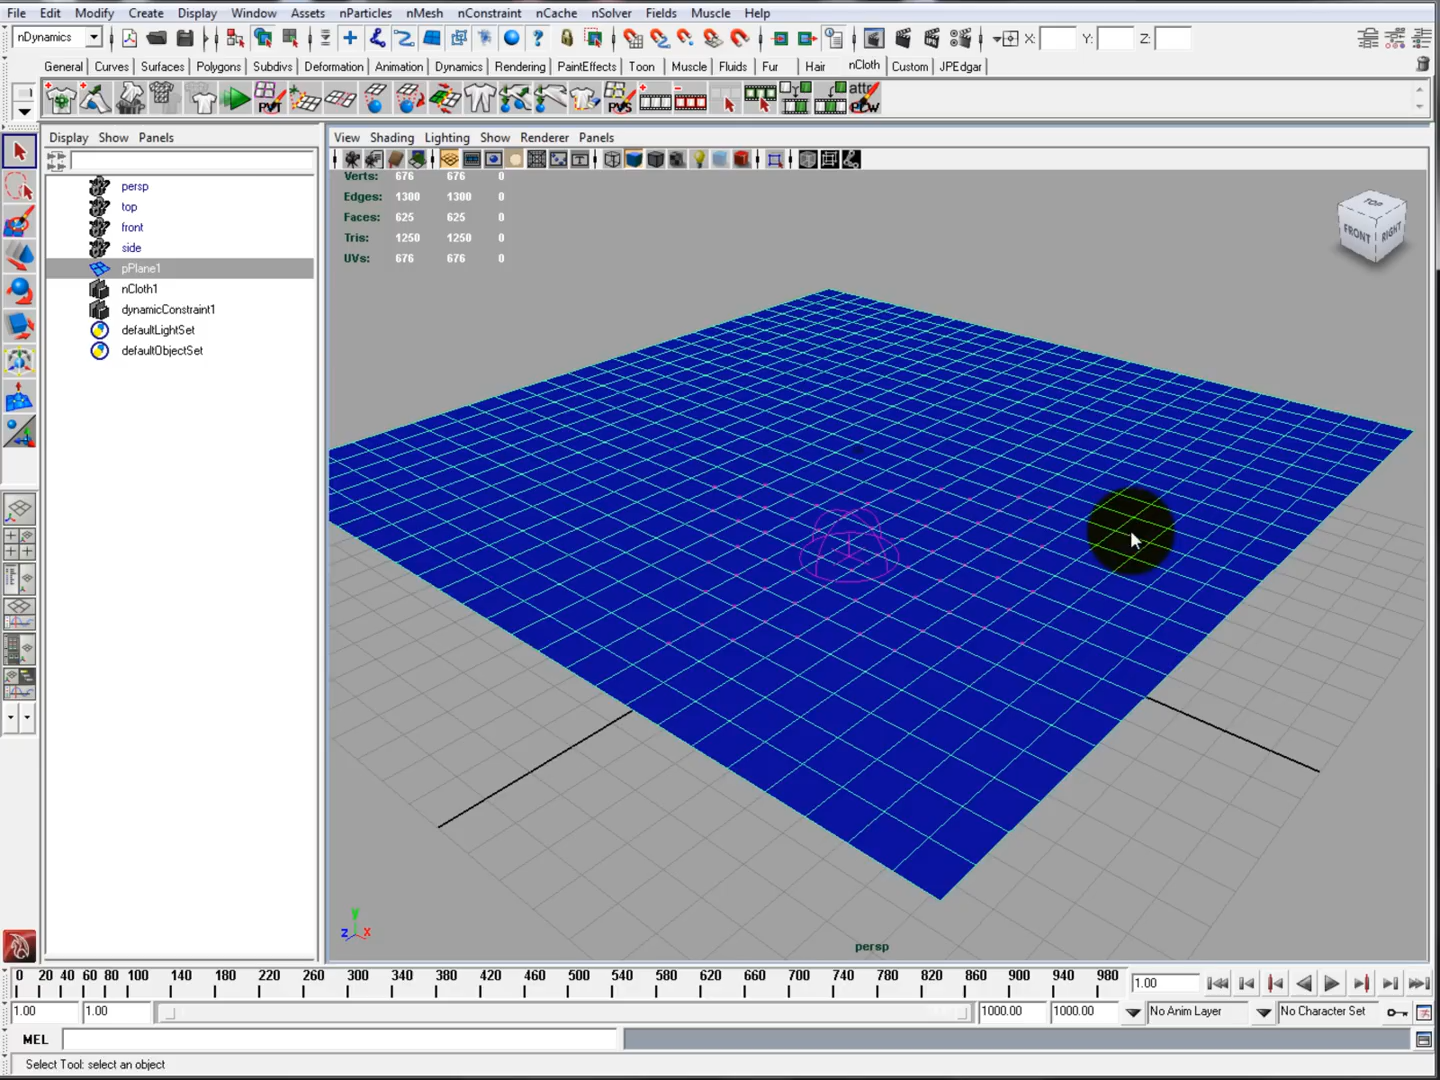 File Edit Modify Create Display Window Assets nParticles nMesh nConstraint nCache nSolver Fields Muscle Help
nDynamics X: Y: Z:
General Curves Surfaces Polygons Subdivs Deformation Animation Dynamics Rendering PaintEffects Toon Muscle Fluids Fur Hair nCloth Custom JPEdgar
PVT PVS attr PCW
Display Show Panels
View Shading Lighting Show Renderer Panels
persp
top
front
side
pPlane1
nCloth1
dynamicConstraint1
defaultLightSet
defaultObjectSet
Verts: 676 676 0
Edges: 1300 1300 0
Faces: 625 625 0
Tris: 1250 1250 0
UVs: 676 676 0
TOP
FRONT RIGHT
Y
Z X
persp
0 20 40 60 80 100 140 180 220 260 300 340 380 420 460 500 540 580 620 660 700 740 780 820 860 900 940 980
1.00
1.00 1.00 1000.00 1000.00 No Anim Layer No Character Set
MEL
Select Tool: select an object